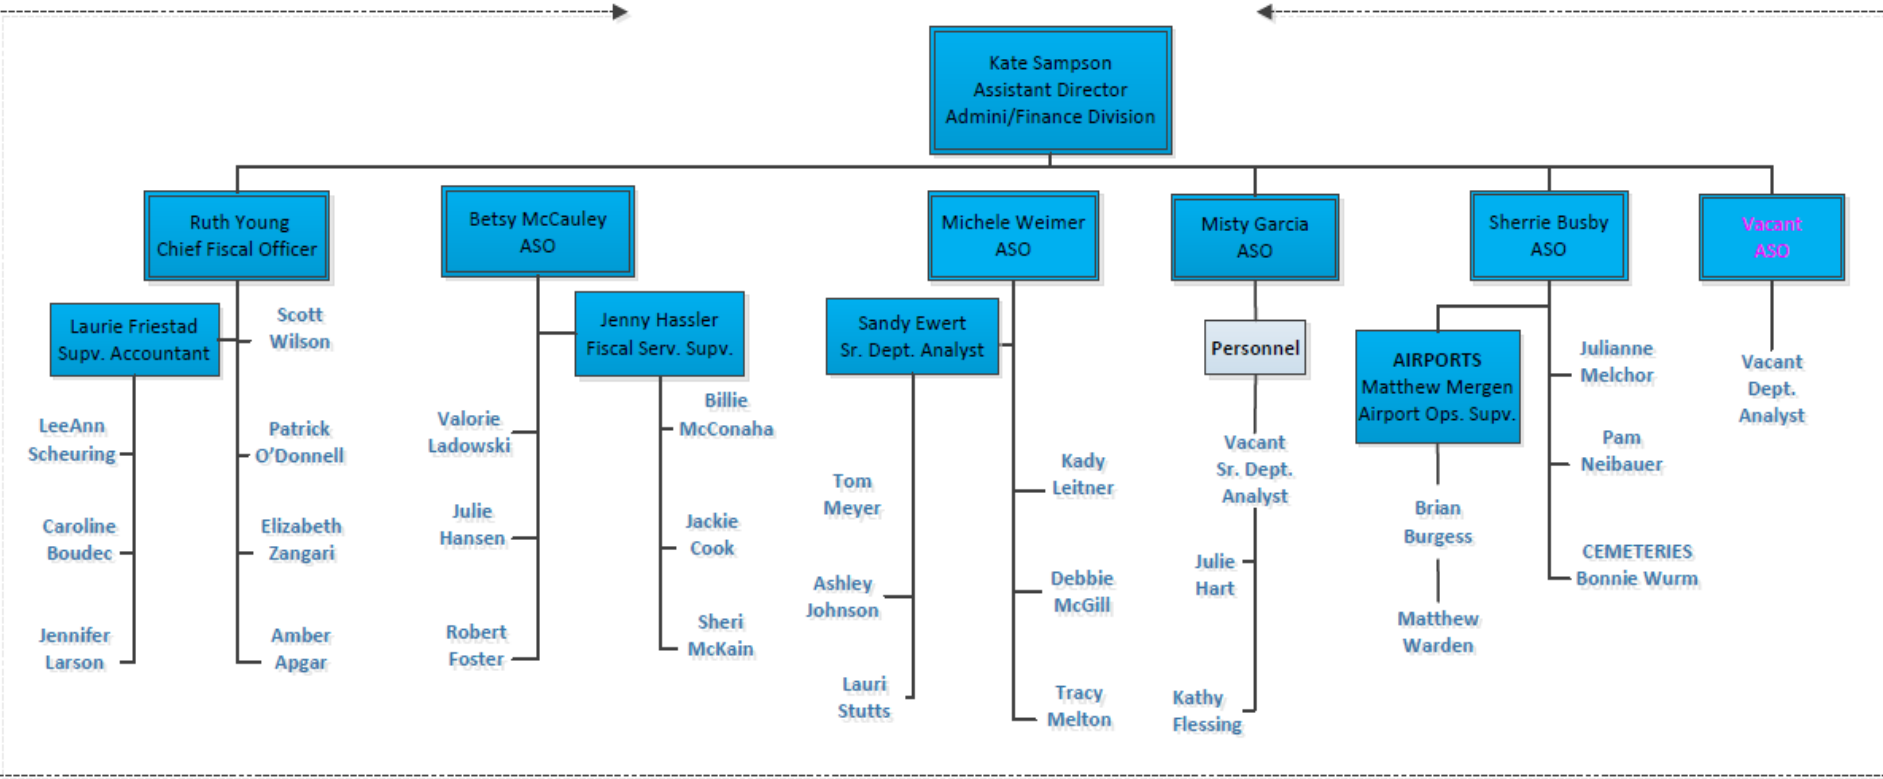 Kate Sampson
Assistant Director
Admini/Finance Division
Ruth Young
Chief Fiscal Officer
Laurie Friestad
Supv. Accountant
LeeAnn
Scheuring
Caroline
Boudec
Jennifer
Larson
Scott
Wilson
Patrick
O’Donnell
Elizabeth
Zangari
Amber
Apgar
Betsy McCauley
ASO
Valorie
Ladowski
Julie
Hansen
Robert
Foster
Jenny Hassler
Fiscal Serv. Supv.
Billie
McConaha
Jackie
Cook
Sheri
McKain
Michele Weimer
ASO
Sandy Ewert
Sr. Dept. Analyst
Tom
Meyer
Ashley
Johnson
Lauri
Stutts
Kady
Leitner
Debbie
McGill
Tracy
Melton
Misty Garcia
ASO
Personnel
Vacant
Sr. Dept.
Analyst
Julie
Hart
Kathy
Flessing
Sherrie Busby
ASO
AIRPORTS
Matthew Mergen
Airport Ops. Supv.
Brian
Burgess
Matthew
Warden
Julianne
Melchor
Pam
Neibauer
CEMETERIES
Bonnie Wurm
Vacant
ASO
Vacant
Dept.
Analyst